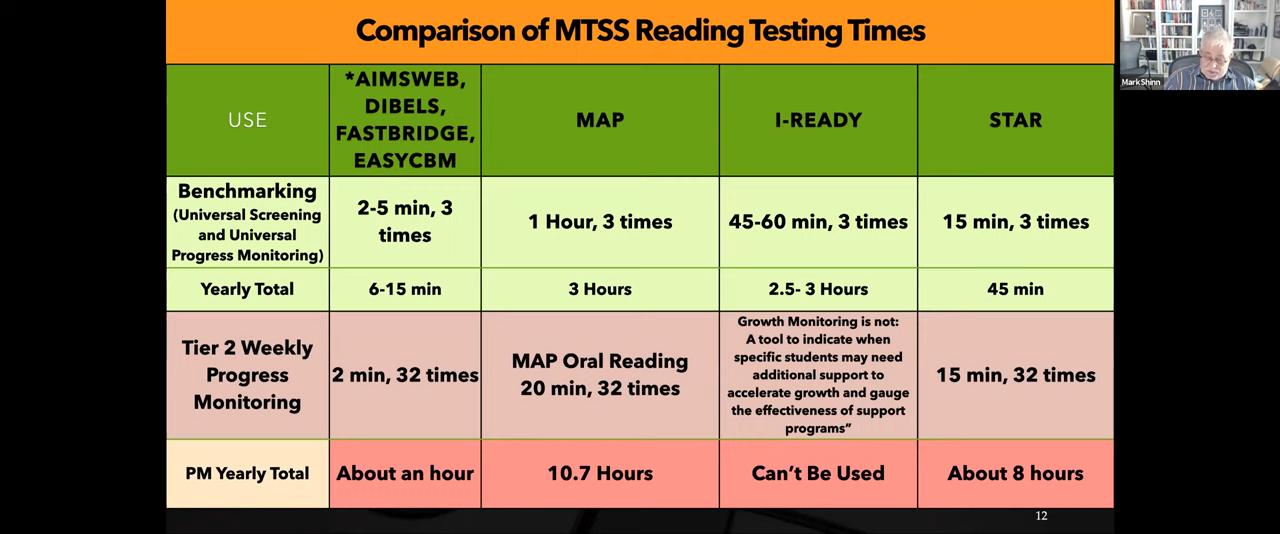 Comparison of MTSS Reading Testing Times
Mark Shinn
USE
*AIMSWEB,
DIBELS,
FASTBRIDGE,
EASYCBM
MAP
I-READY
STAR
Benchmarking
(Universal Screening
and Universal
Progress Monitoring)
2-5 min, 3
times
1 Hour, 3 times
45-60 min, 3 times
15 min, 3 times
Yearly Total
6-15 min
3 Hours
2.5- 3 Hours
45 min
Tier 2 Weekly
Progress
Monitoring
2 min, 32 times
MAP Oral Reading
20 min, 32 times
Growth Monitoring is not:
A tool to indicate when
specific students may need
additional support to
accelerate growth and gauge
the effectiveness of support
programs”
15 min, 32 times
PM Yearly Total
About an hour
10.7 Hours
Can’t Be Used
About 8 hours
12